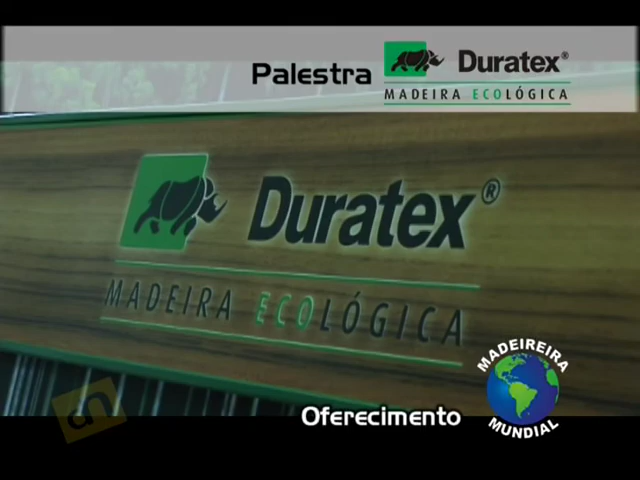 Palestra Duratex®
MADEIRA ECOLÓGICA
Duratex®
MADEIRA ECOLÓGICA
MADEIREIRA
Oferecimento
MUNDIAL